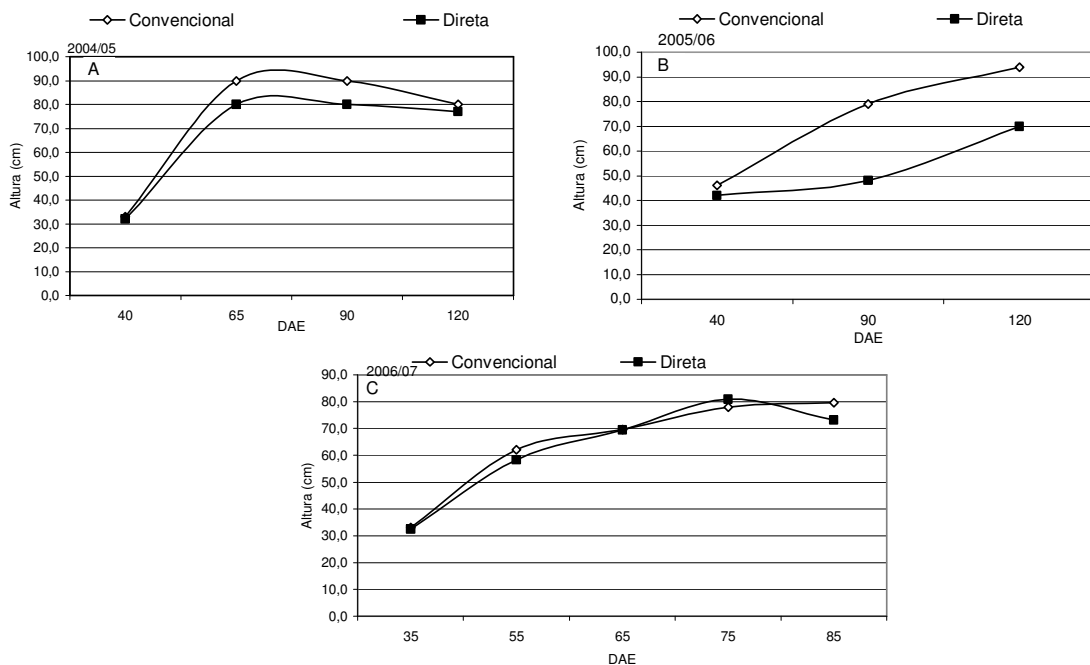 Convencional Direta
2004/05
A
100,0
90,0
80,0
70,0
60,0
50,0
40,0
30,0
20,0
10,0
0,0
Altura (cm)
40 65 90 120
DAE
Convencional Direta
2005/06
B
100,0
90,0
80,0
70,0
60,0
50,0
40,0
30,0
20,0
10,0
0,0
Altura (cm)
40 90 120
DAE
Convencional Direta
2006/07
C
90,0
80,0
70,0
60,0
50,0
40,0
30,0
20,0
10,0
0,0
Altura (cm)
35 55 65 75 85
DAE